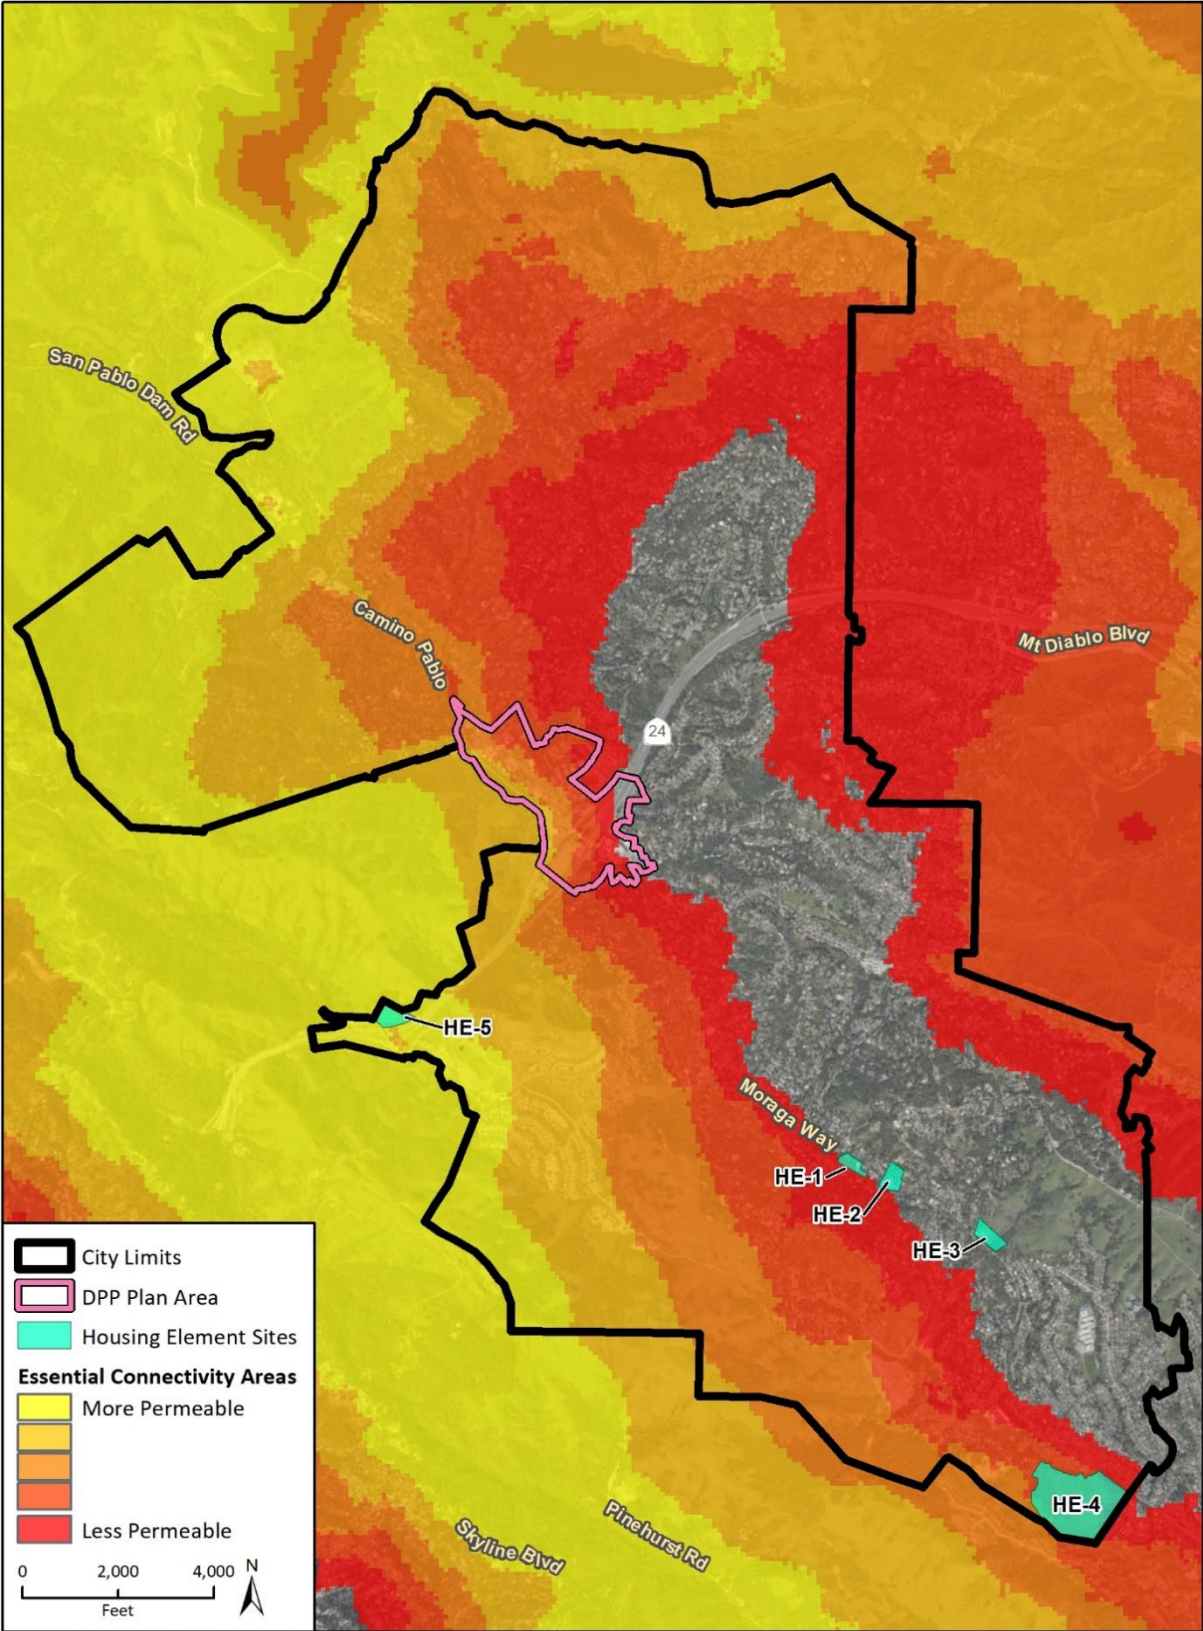 San Pablo Dam Rd
Camino Pablo
Mt Diablo Blvd
24
HE-5
Moraga Way
HE-1
HE-2
HE-3
HE-4
Pinehurst Rd
Skyline Blvd
City Limits
DPP Plan Area
Housing Element Sites
Essential Connectivity Areas
More Permeable
Less Permeable
0 2,000 4,000 N
Feet